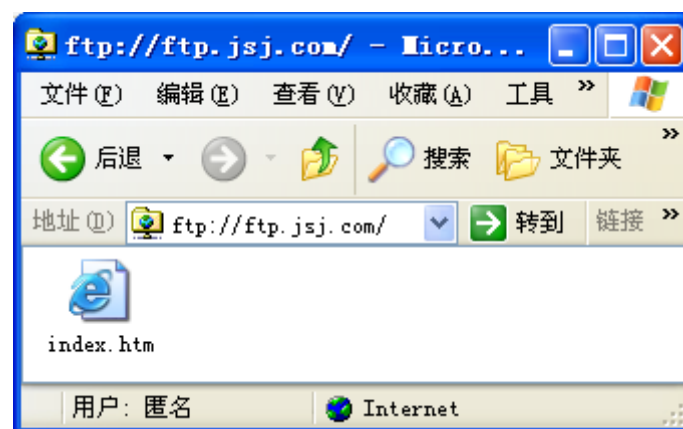 ftp://ftp.jsj.com/ - Micro...
文件(F) 编辑(E) 查看(V) 收藏(A) 工具 »
后退 搜索 文件夹 »
地址(D) ftp://ftp.jsj.com/ 转到 链接 »
index.htm
用户: 匿名 Internet